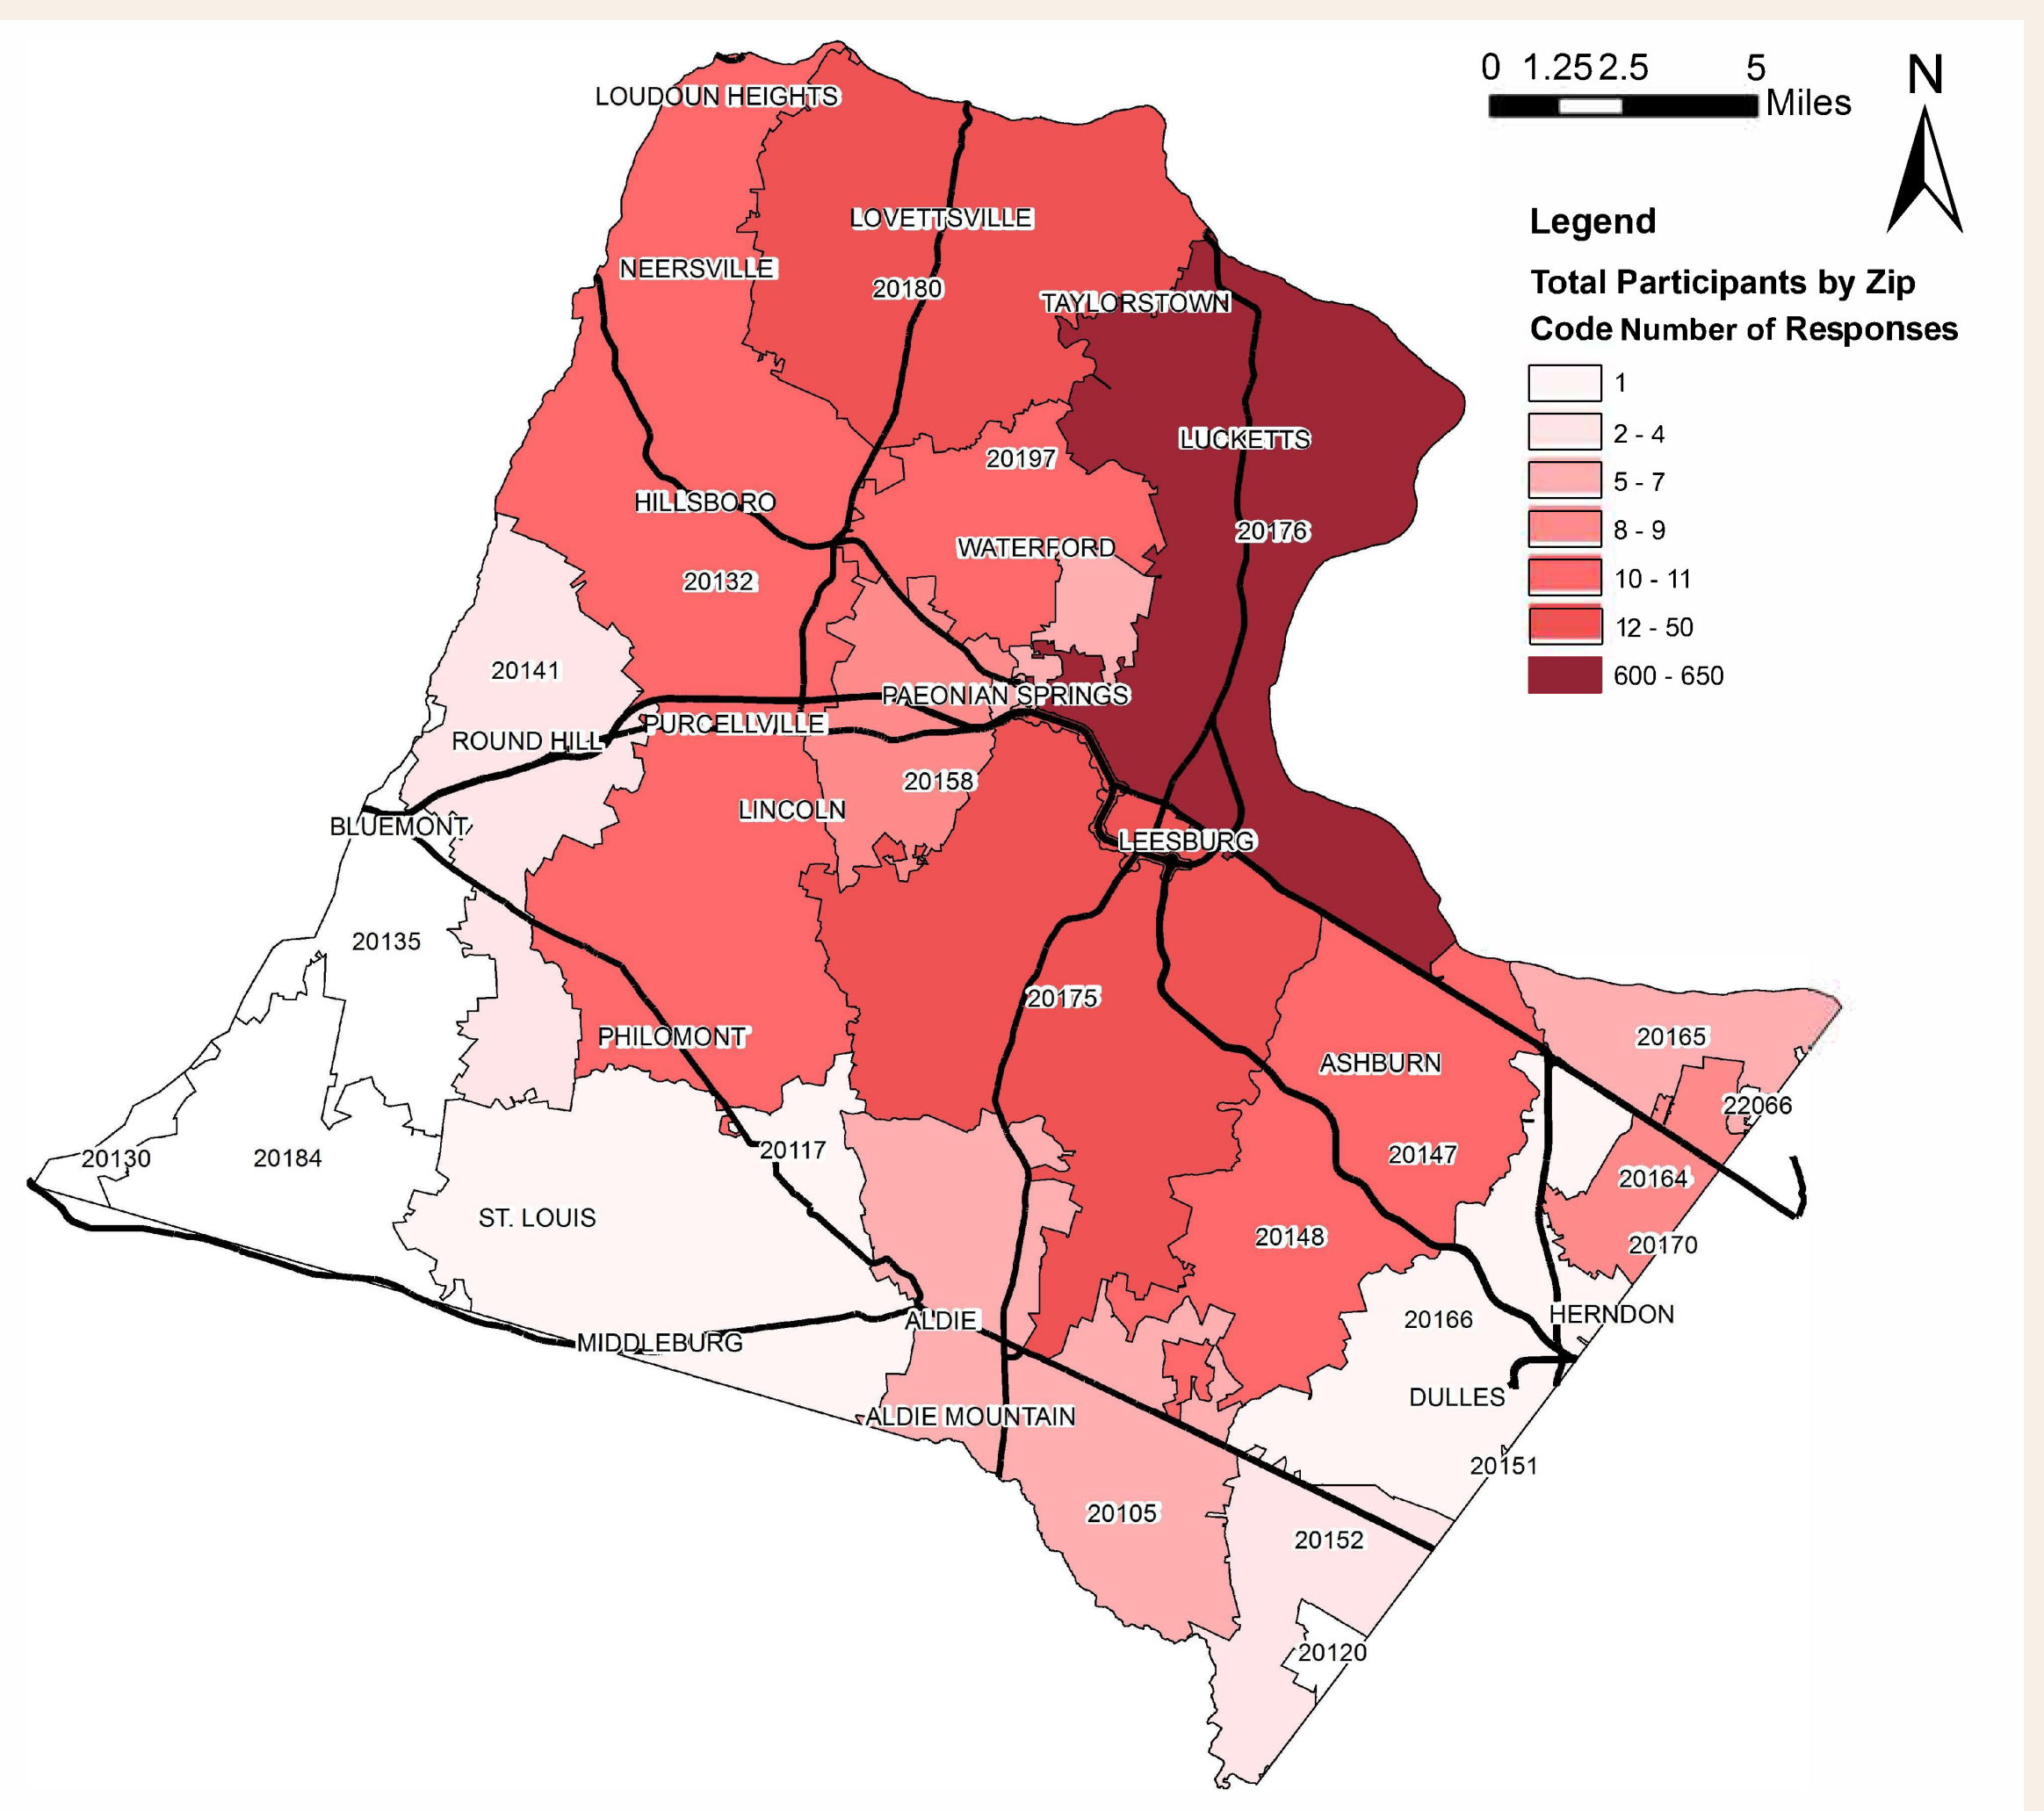 0 1.25 2.5 5
Miles
N
Legend
Total Participants by Zip
Code Number of Responses
1
2 - 4
5 - 7
8 - 9
10 - 11
12 - 50
600 - 650
LOUDOUN HEIGHTS
LOVETTSVILLE
NEERSVILLE
20180
TAYLORSTOWN
LUCKETTS
20197
HILLSBORO
20176
WATERFORD
20132
20141
PAEONIAN SPRINGS
PURCELLVILLE
ROUND HILL
20158
LINCOLN
BLUEMONT
LEESBURG
20135
20175
PHILOMONT
20165
ASHBURN
22066
20117
20147
20130
20184
20164
ST. LOUIS
20148
20170
HERNDON
20166
ALDIE
MIDDLEBURG
DULLES
ALDIE MOUNTAIN
20151
20105
20152
20120